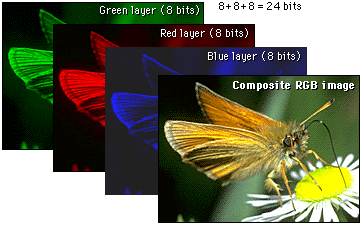 Green layer (8 bits)
8+8+8 = 24 bits
Red layer (8 bits)
Blue layer (8 bits)
Composite RGB image